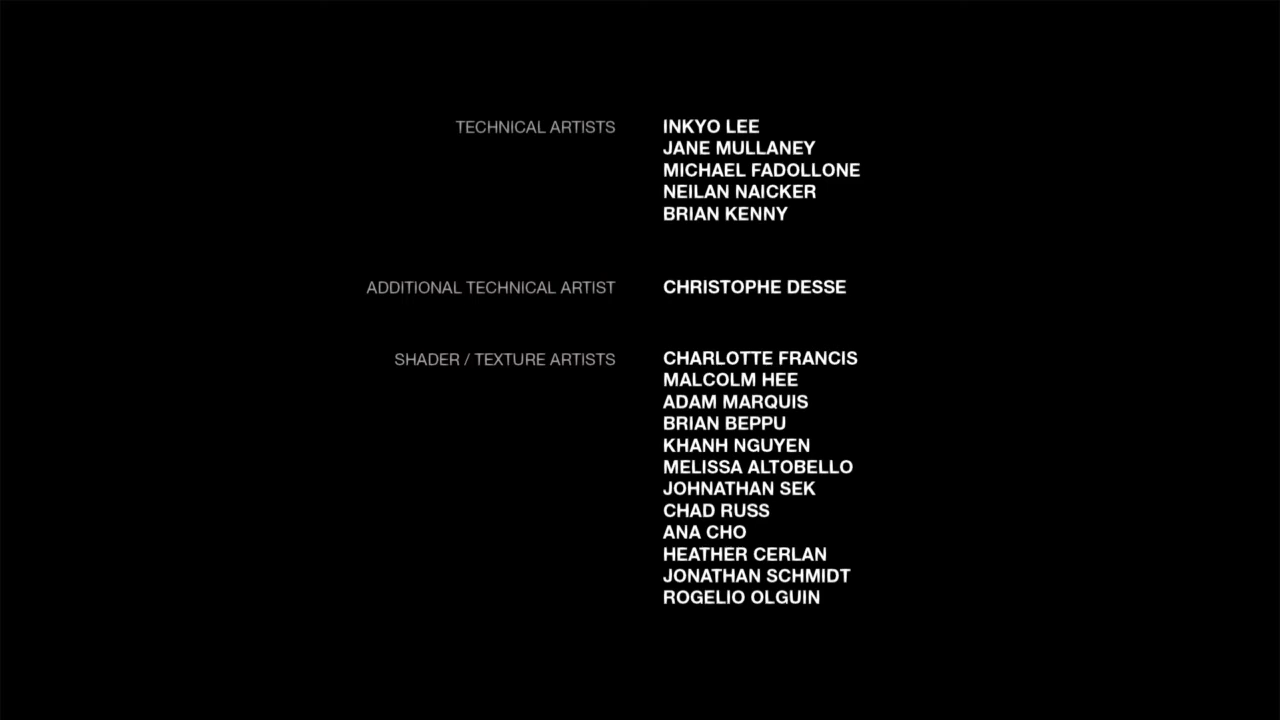 TECHNICAL ARTISTS INKYO LEE
JANE MULLANEY
MICHAEL FADOLLONE
NEILAN NAICKER
BRIAN KENNY
ADDITIONAL TECHNICAL ARTIST CHRISTOPHE DESSE
SHADER / TEXTURE ARTISTS CHARLOTTE FRANCIS
MALCOLM HEE
ADAM MARQUIS
BRIAN BEPPU
KHANH NGUYEN
MELISSA ALTOBELLO
JOHNATHAN SEK
CHAD RUSS
ANA CHO
HEATHER CERLAN
JONATHAN SCHMIDT
ROGELIO OLGUIN